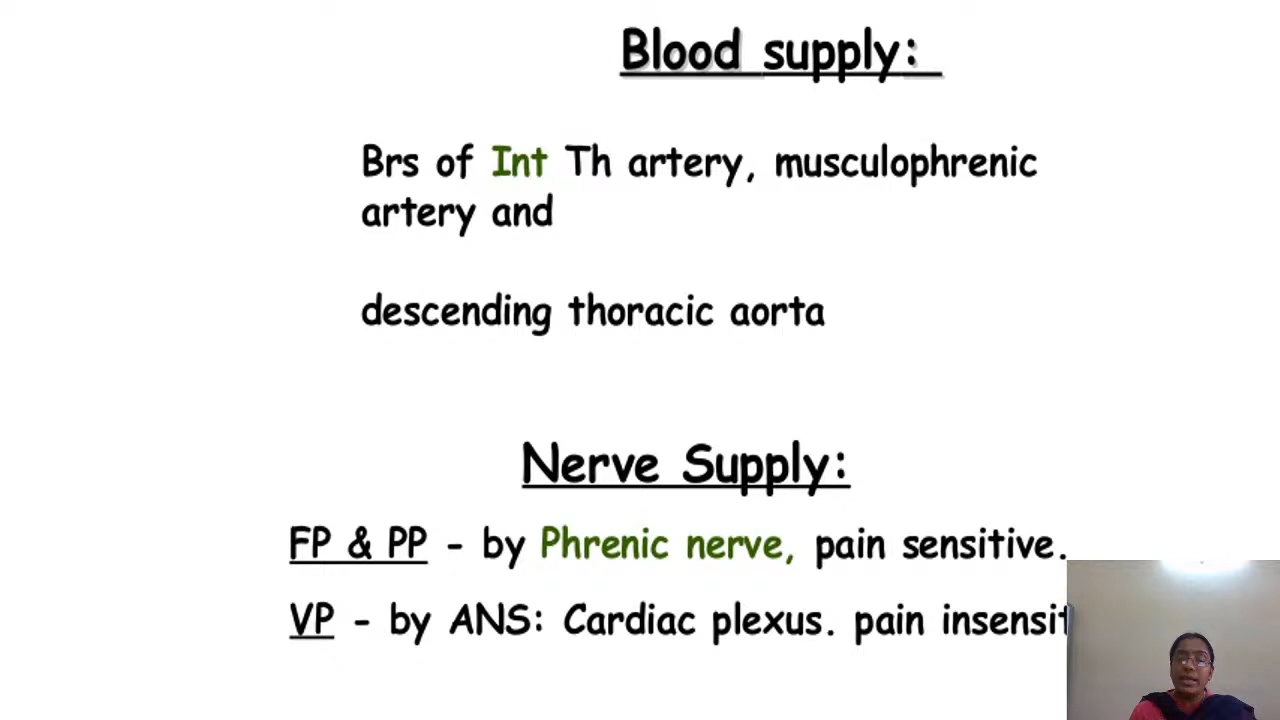 Blood supply:
Brs of Int Th artery, musculophrenic
artery and
descending thoracic aorta
Nerve Supply:
FP & PP - by Phrenic nerve, pain sensitive.
VP - by ANS: Cardiac plexus. pain